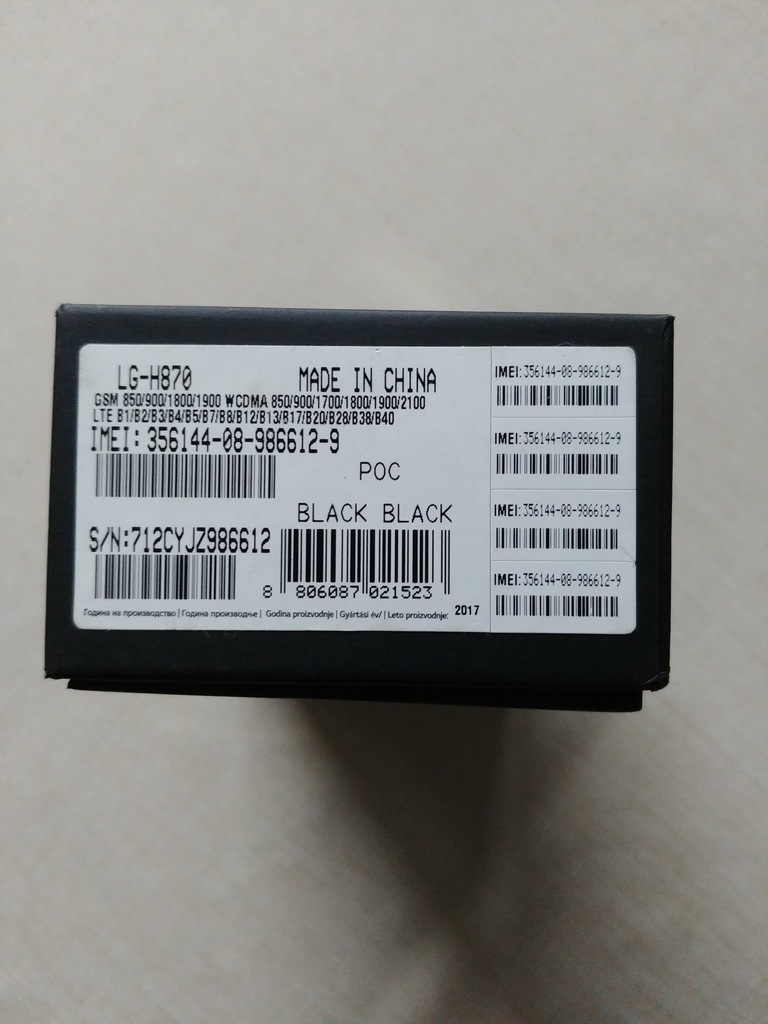 LG-H870 MADE IN CHINA
GSM 850/900/1800/1900 WCDMA 850/900/1700/1800/1900/2100
LTE B1/B2/B3/B4/B5/B7/B8/B12/B13/B17/B20/B28/B38/B40
IMEI: 356144-08-986612-9
POC
BLACK BLACK
S/N:712CYJZ986612
8 806087 021523
Година на производство | Година производње | Godina proizvodnje | Gyártási év/ | Leto proizvodnje: 2017
IMEI: 356144-08-986612-9
IMEI: 356144-08-986612-9
IMEI: 356144-08-986612-9
IMEI: 356144-08-986612-9